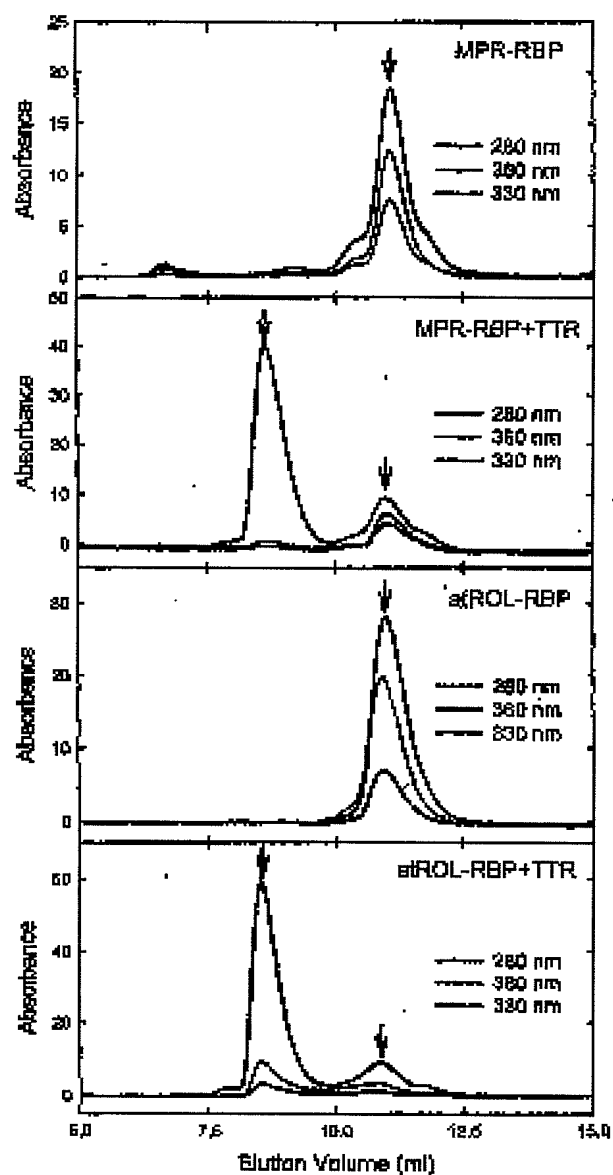 MPR-RBP
25
20
15
10
5
0
Absorbance
280 nm
360 nm
330 nm
MPR-RBP+TTR
50
40
30
20
10
0
Absorbance
280 nm
360 nm
330 nm
atROL-RBP
30
20
10
0
Absorbance
280 nm
360 nm
330 nm
atROL-RBP+TTR
60
40
20
0
Absorbance
280 nm
360 nm
330 nm
5.0 7.5 10.0 12.5 15.0
Elution Volume (ml)